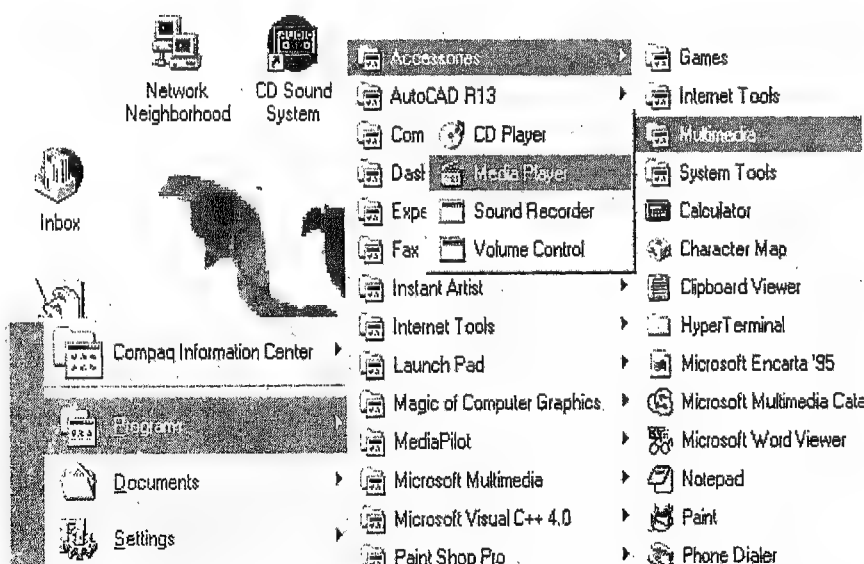 Network
Neighborhood
CD Sound
System
Inbox
Compaq Information Center
Programs
Documents
Settings
Accessories
AutoCAD R13
Com
Dash
Expe
Fax
Instant Artist
Internet Tools
Launch Pad
Magic of Computer Graphics
MediaPilot
Microsoft Multimedia
Microsoft Visual C++ 4.0
Paint Shop Pro
CD Player
Media Player
Sound Recorder
Volume Control
Games
Internet Tools
Multimedia
System Tools
Calculator
Character Map
Clipboard Viewer
HyperTerminal
Microsoft Encarta '95
Microsoft Multimedia Cata
Microsoft Word Viewer
Notepad
Paint
Phone Dialer